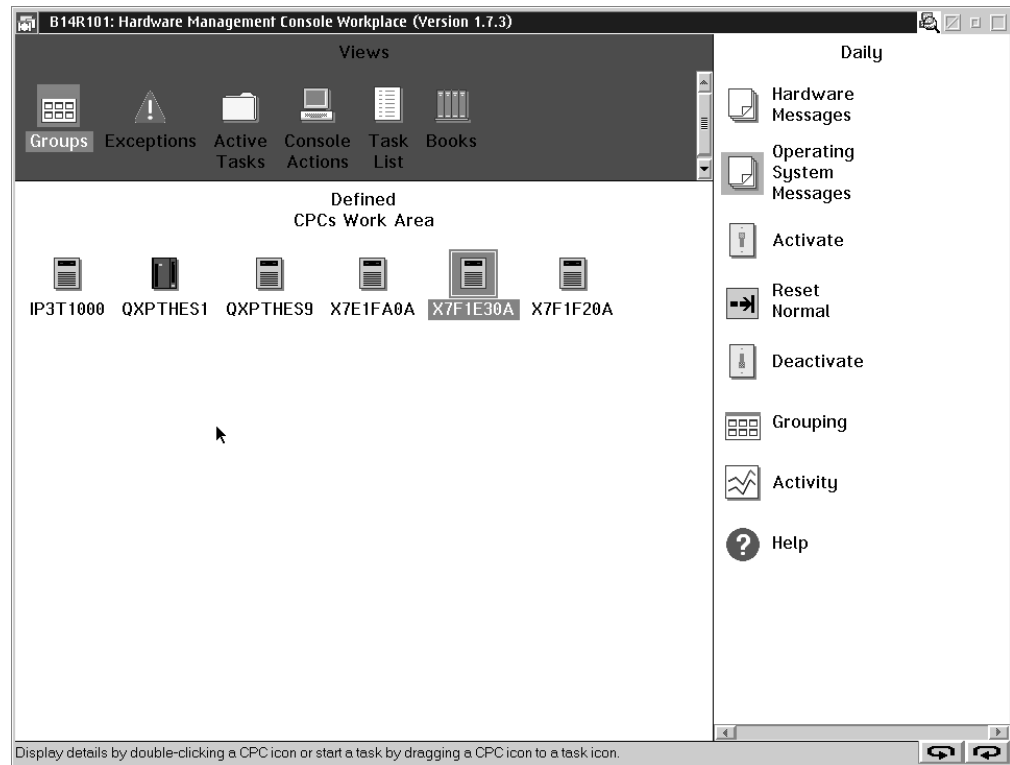 B14R101: Hardware Management Console Workplace (Version 1.7.3)
Views
Groups
Exceptions
Active
Tasks
Console
Actions
Task
List
Books
Defined
CPCs Work Area
IP3T1000
QXPTHES1
QXPTHES9
X7E1FA0A
X7F1E30A
X7F1F20A
Daily
Hardware
Messages
Operating
System
Messages
Activate
Reset
Normal
Deactivate
Grouping
Activity
Help
Display details by double-clicking a CPC icon or start a task by dragging a CPC icon to a task icon.